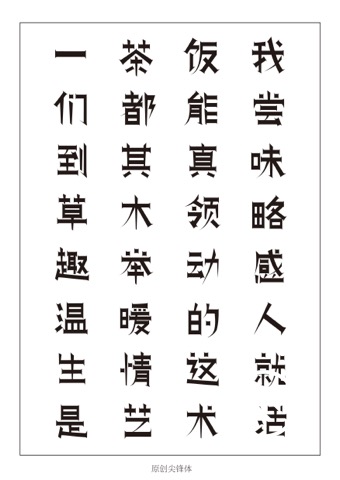 一茶饭我
们都能尝
到其真味
草木领略
趣举动感
温暖的人
生情这就
是艺术活
原创尖锋体